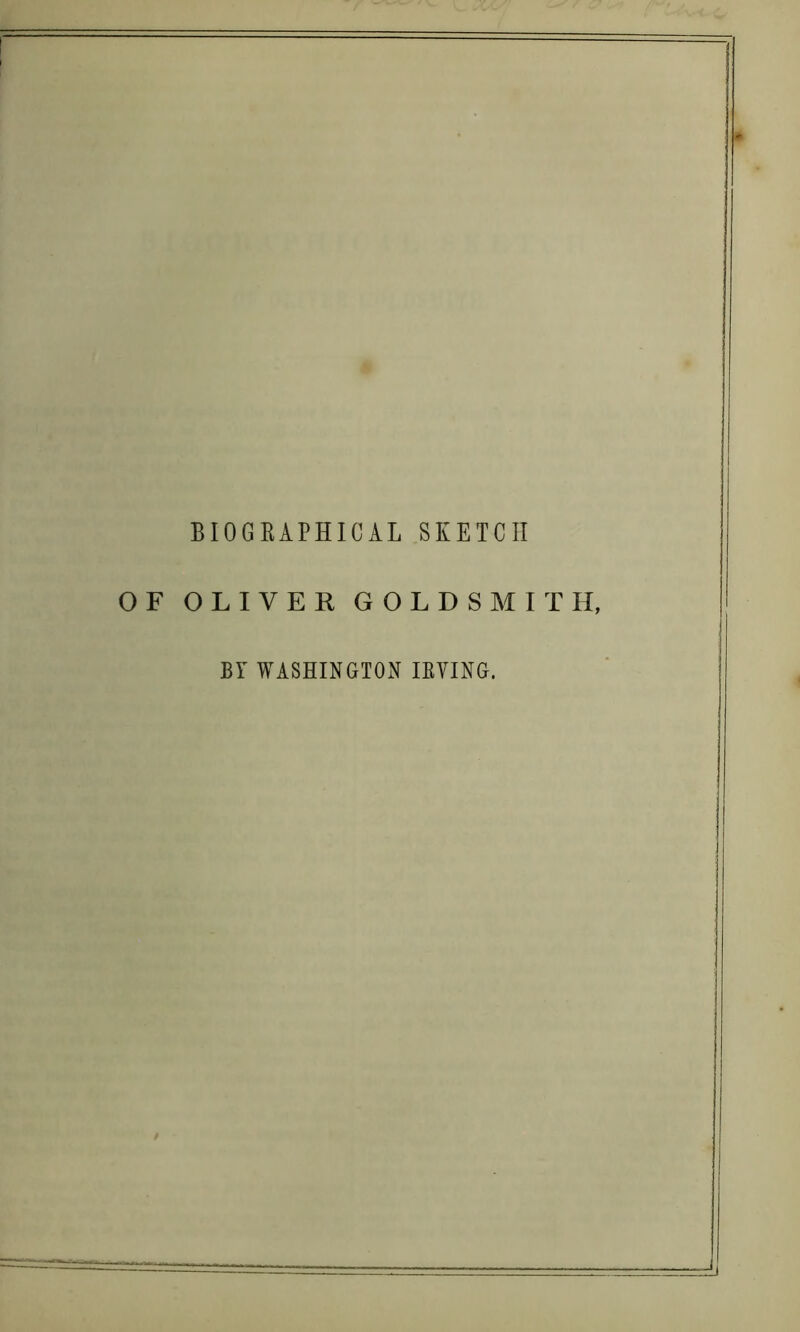 BIOGRAPHICAL SKETCH
OF OLIVER GOLDSMITH,
BY WASHINGTON IRVING.